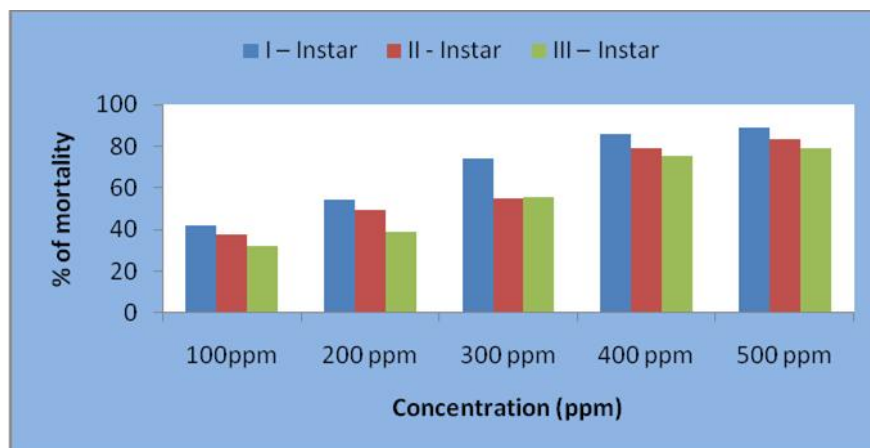 I – Instar II - Instar III – Instar
100
80
60
40
20
0
% of mortality
100ppm 200 ppm 300 ppm 400 ppm 500 ppm
Concentration (ppm)